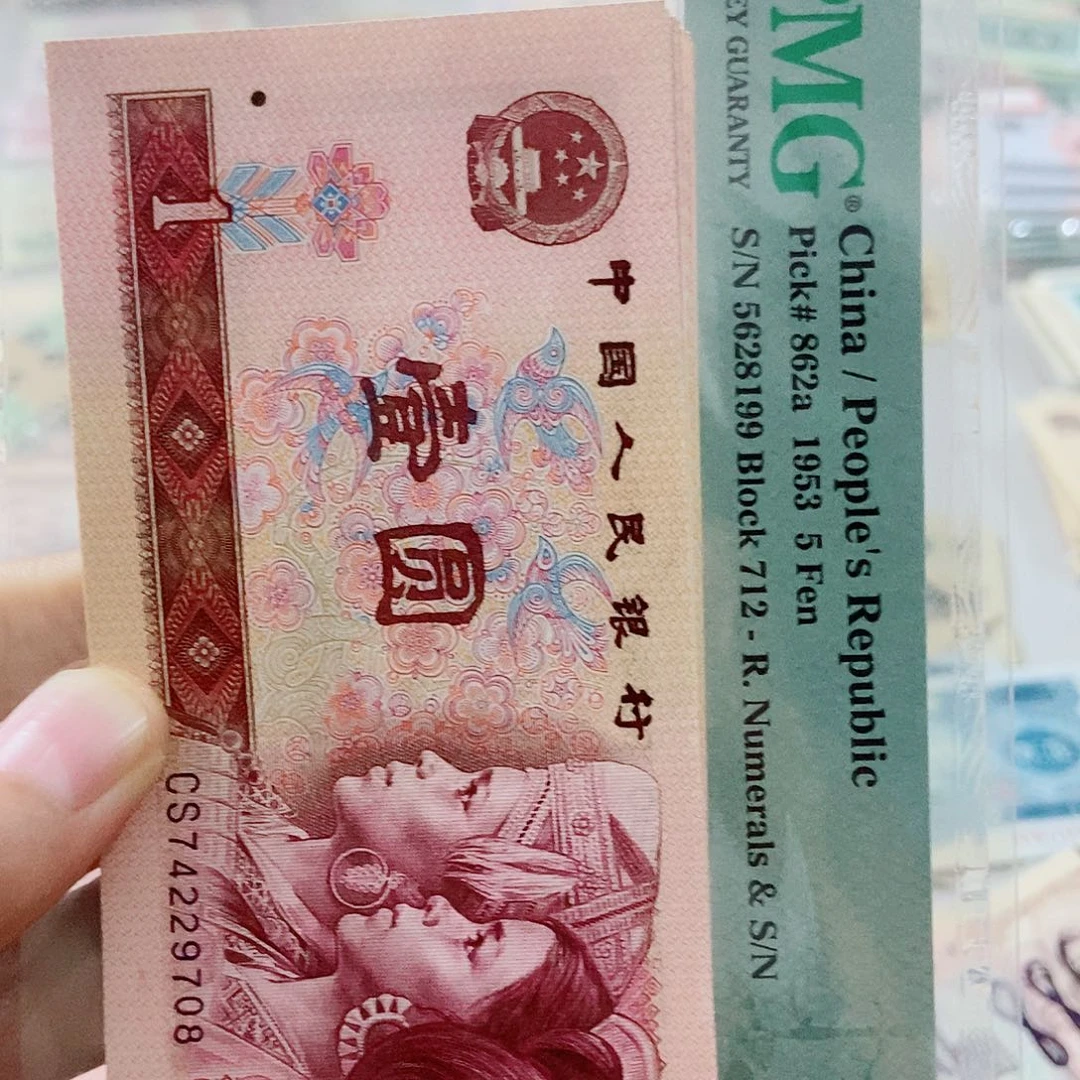 中国人民银行
壹圆
1
CS74229708
PMG®
EY GUARANTY
China / People's Republic
Pick# 862a 1953 5 Fen
S/N 5628199 Block 712 - R. Numerals & S/N